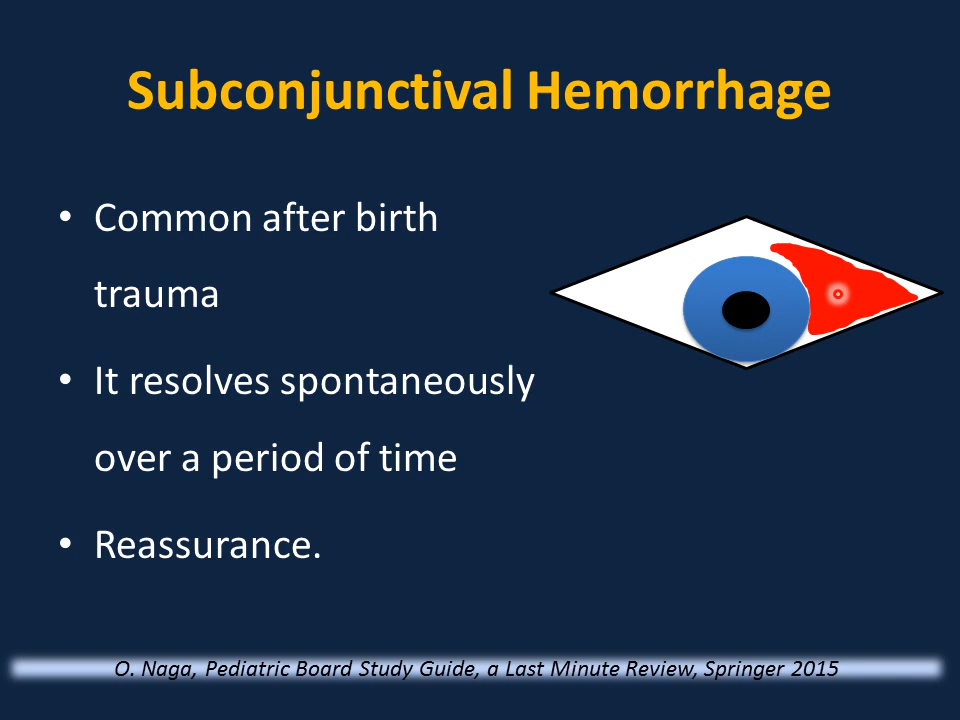 Subconjunctival Hemorrhage
• Common after birth
trauma
• It resolves spontaneously
over a period of time
• Reassurance.
O. Naga, Pediatric Board Study Guide, a Last Minute Review, Springer 2015